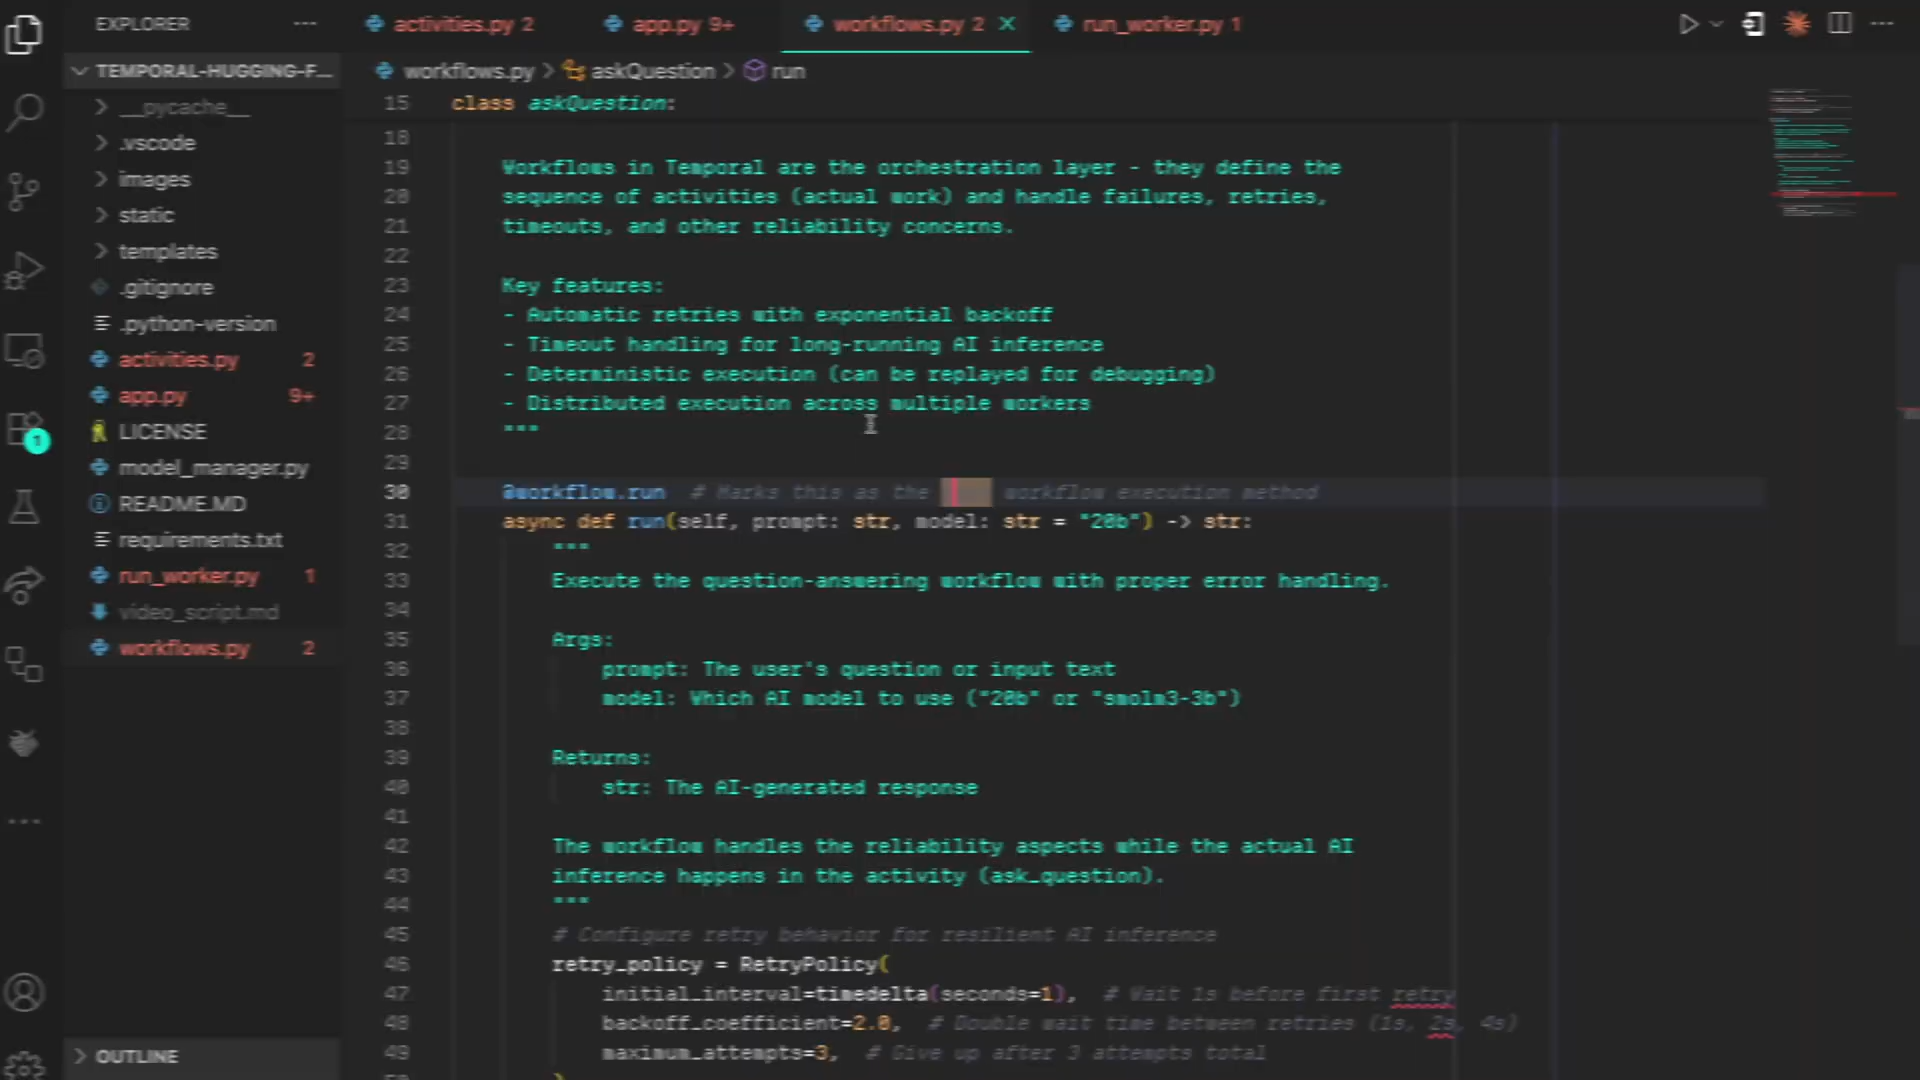 EXPLORER
activities.py 2
app.py 9+
workflows.py 2
run_worker.py 1
TEMPORAL-HUGGING-F...
workflows.py > askQuestion > run
__pycache__
.vscode
images
static
templates
.gitignore
.python-version
activities.py 2
app.py 9+
LICENSE
model_manager.py
README.MD
requirements.txt
run_worker.py 1
video_script.md
workflows.py 2
1
OUTLINE
15 class askQuestion:
18
19 Workflows in Temporal are the orchestration layer - they define the
20 sequence of activities (actual work) and handle failures, retries,
21 timeouts, and other reliability concerns.
22
23 Key features:
24 - Automatic retries with exponential backoff
25 - Timeout handling for long-running AI inference
26 - Deterministic execution (can be replayed for debugging)
27 - Distributed execution across multiple workers
28 """
29
30 @workflow.run # Marks this as the workflow execution method
31 async def run(self, prompt: str, model: str = "20b") -> str:
32 """
33 Execute the question-answering workflow with proper error handling.
34
35 Args:
36 prompt: The user's question or input text
37 model: Which AI model to use ("20b" or "smolm3-3b")
38
39 Returns:
40 str: The AI-generated response
41
42 The workflow handles the reliability aspects while the actual AI
43 inference happens in the activity (ask_question).
44 """
45 # Configure retry behavior for resilient AI inference
46 retry_policy = RetryPolicy(
47 initial_interval=timedelta(seconds=1), # Wait 1s before first retry
48 backoff_coefficient=2.0, # Double wait time between retries (1s, 2s, 4s)
49 maximum_attempts=3, # Give up after 3 attempts total